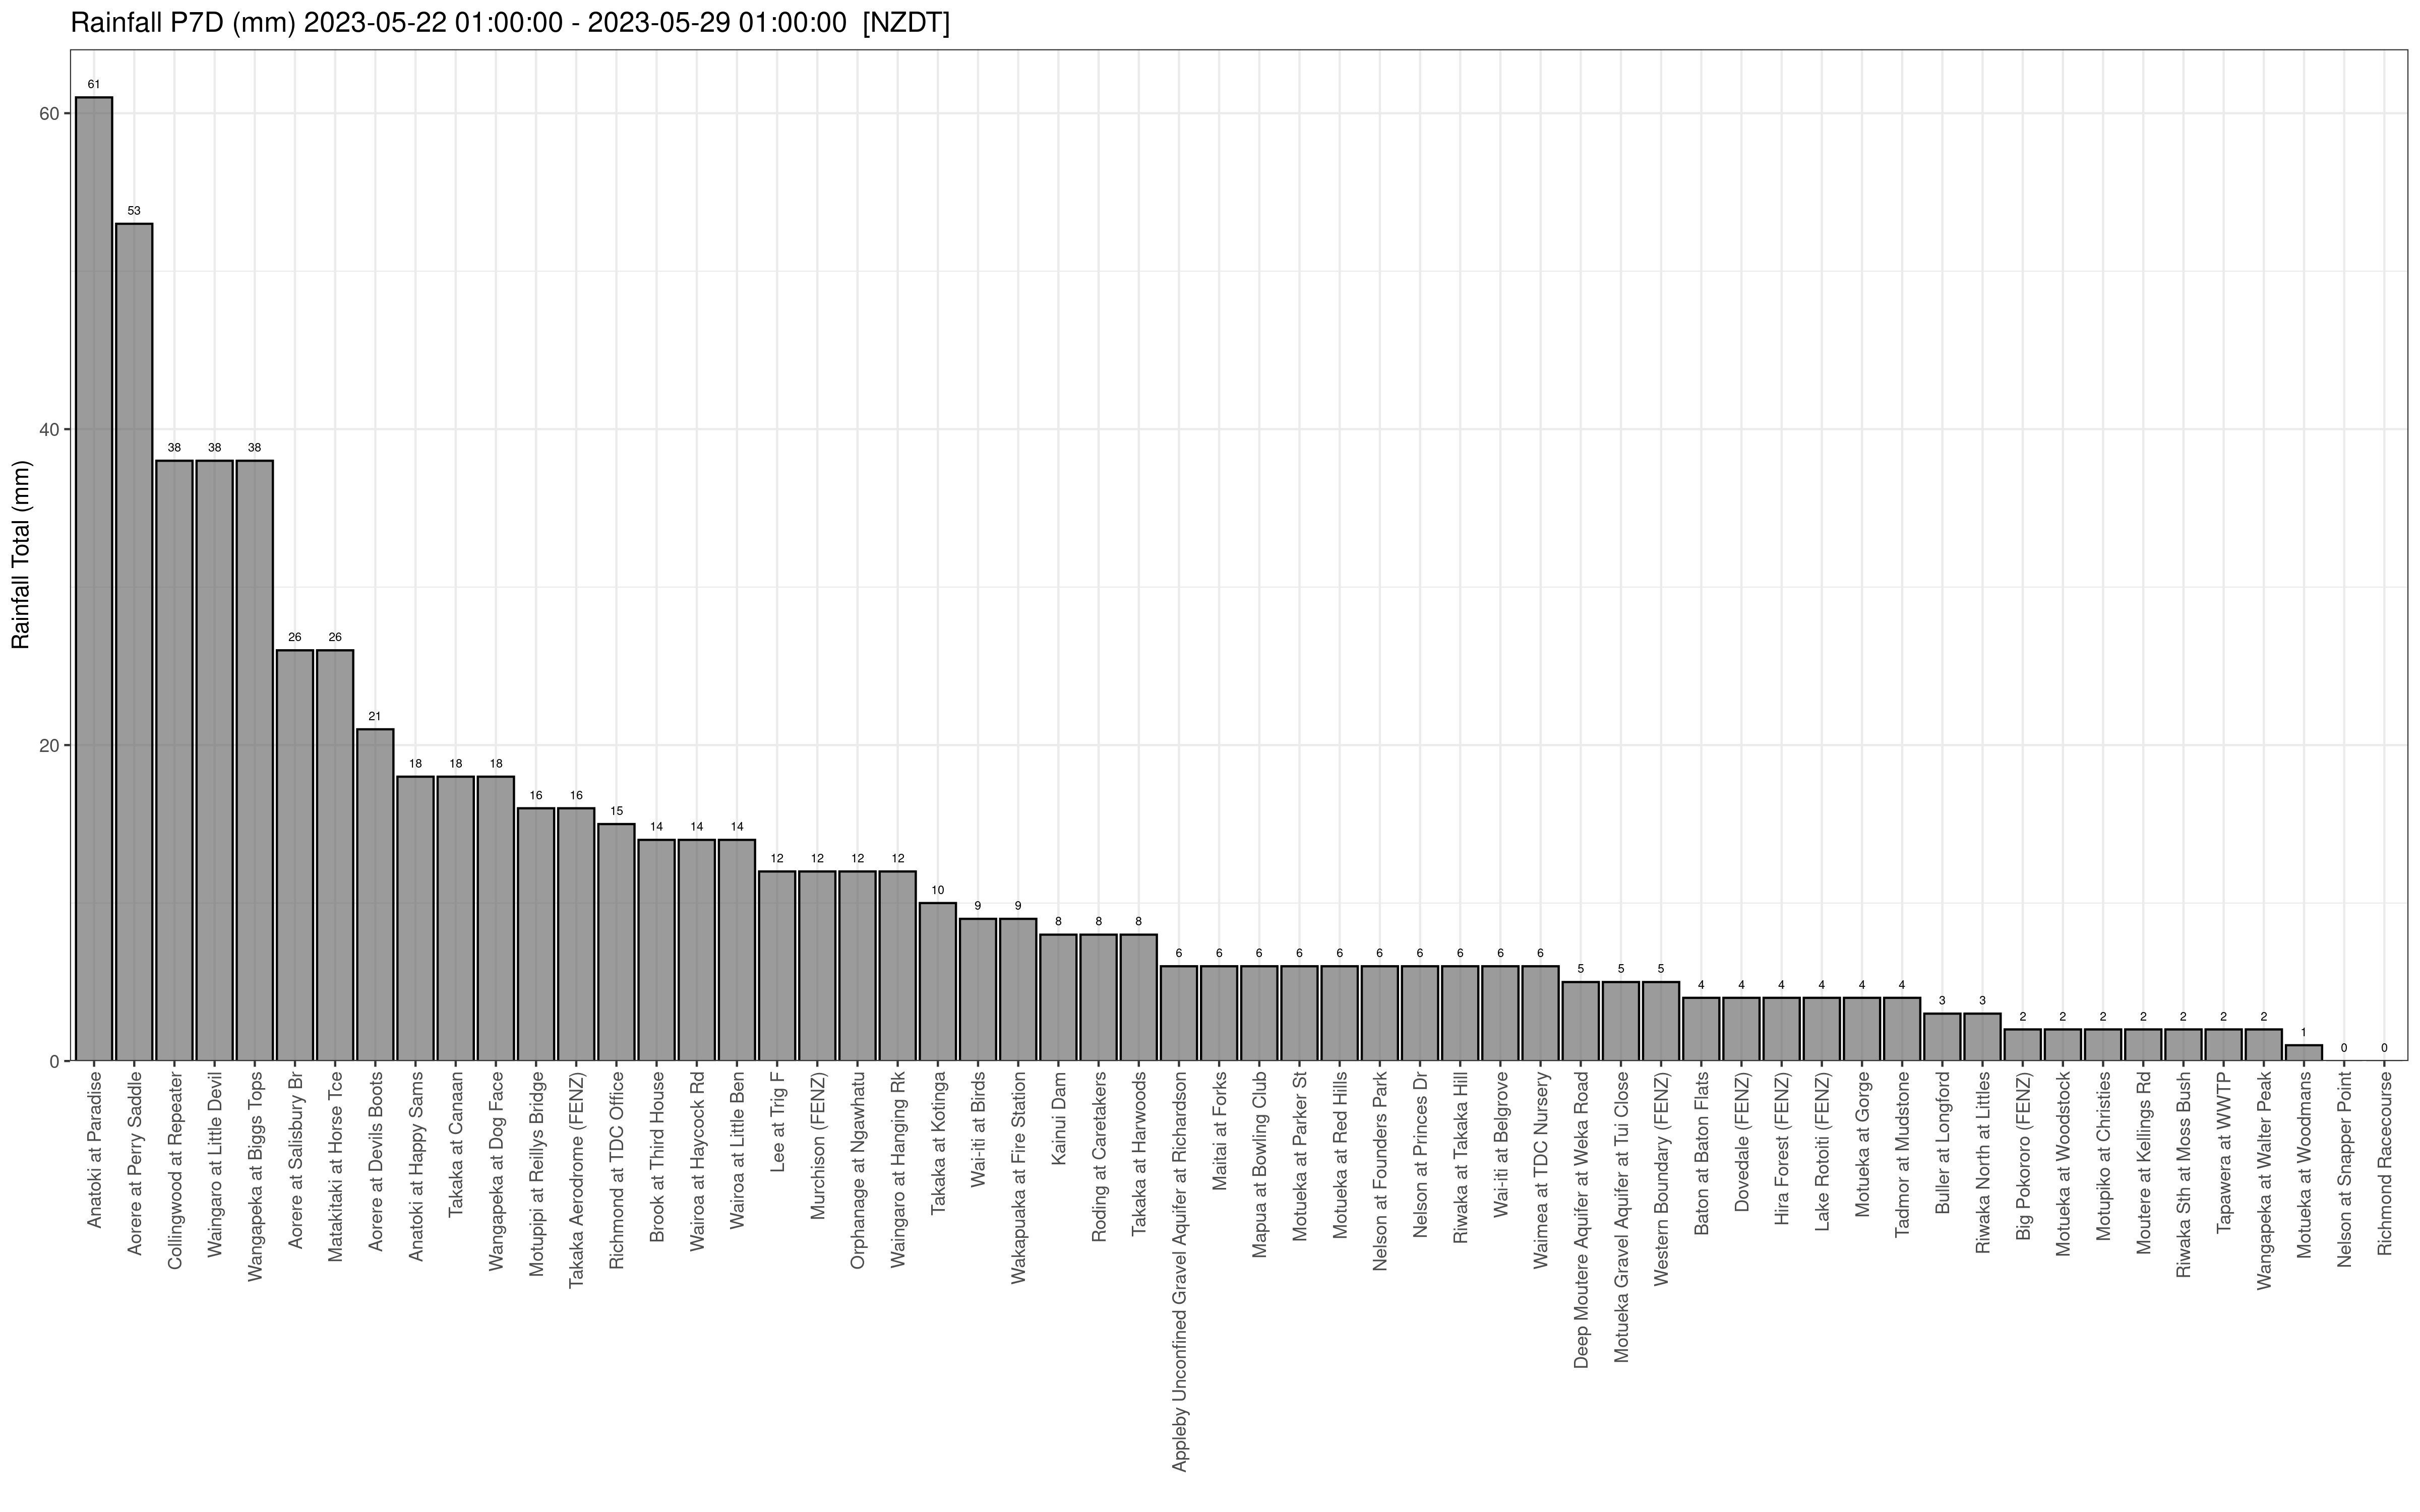 Rainfall P7D (mm) 2023-05-22 01:00:00 - 2023-05-29 01:00:00  [NZDT]
Rainfall Total (mm)
60
40
20
0
61
53
38
38
38
26
26
21
18
18
18
16
16
15
14
14
14
12
12
12
12
10
9
9
8
8
8
6
6
6
6
6
6
6
6
6
6
5
5
5
4
4
4
4
4
4
3
3
2
2
2
2
2
2
2
1
0
0
Anatoki at Paradise
Aorere at Perry Saddle
Collingwood at Repeater
Waingaro at Little Devil
Wangapeka at Biggs Tops
Aorere at Salisbury Br
Matakitaki at Horse Tce
Aorere at Devils Boots
Anatoki at Happy Sams
Takaka at Canaan
Wangapeka at Dog Face
Motupipi at Reillys Bridge
Takaka Aerodrome (FENZ)
Richmond at TDC Office
Brook at Third House
Wairoa at Haycock Rd
Wairoa at Little Ben
Lee at Trig F
Murchison (FENZ)
Orphanage at Ngawhatu
Waingaro at Hanging Rk
Takaka at Kotinga
Wai-iti at Birds
Wakapuaka at Fire Station
Kainui Dam
Roding at Caretakers
Takaka at Harwoods
Appleby Unconfined Gravel Aquifer at Richardson
Maitai at Forks
Mapua at Bowling Club
Motueka at Parker St
Motueka at Red Hills
Nelson at Founders Park
Nelson at Princes Dr
Riwaka at Takaka Hill
Wai-iti at Belgrove
Waimea at TDC Nursery
Deep Moutere Aquifer at Weka Road
Motueka Gravel Aquifer at Tui Close
Western Boundary (FENZ)
Baton at Baton Flats
Dovedale (FENZ)
Hira Forest (FENZ)
Lake Rotoiti (FENZ)
Motueka at Gorge
Tadmor at Mudstone
Buller at Longford
Riwaka North at Littles
Big Pokororo (FENZ)
Motueka at Woodstock
Motupiko at Christies
Moutere at Kellings Rd
Riwaka Sth at Moss Bush
Tapawera at WWTP
Wangapeka at Walter Peak
Motueka at Woodmans
Nelson at Snapper Point
Richmond Racecourse